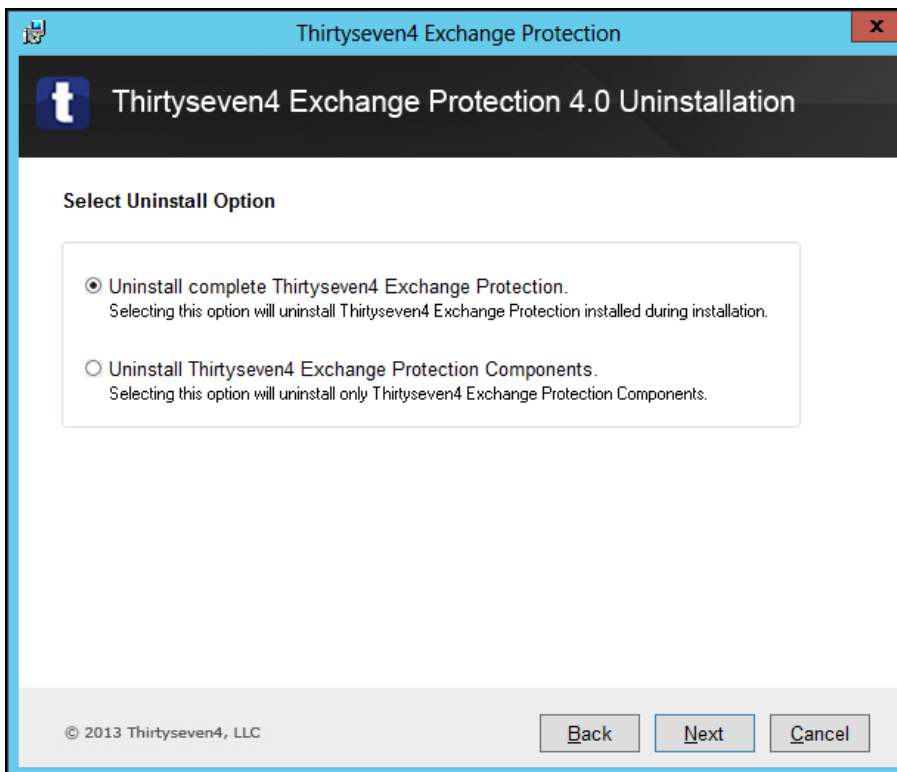 Thirtyseven4 Exchange Protection
x
t
Thirtyseven4 Exchange Protection 4.0 Uninstallation
Select Uninstall Option
Uninstall complete Thirtyseven4 Exchange Protection.
Selecting this option will uninstall Thirtyseven4 Exchange Protection installed during installation.
Uninstall Thirtyseven4 Exchange Protection Components.
Selecting this option will uninstall only Thirtyseven4 Exchange Protection Components.
© 2013 Thirtyseven4, LLC
Back
Next
Cancel